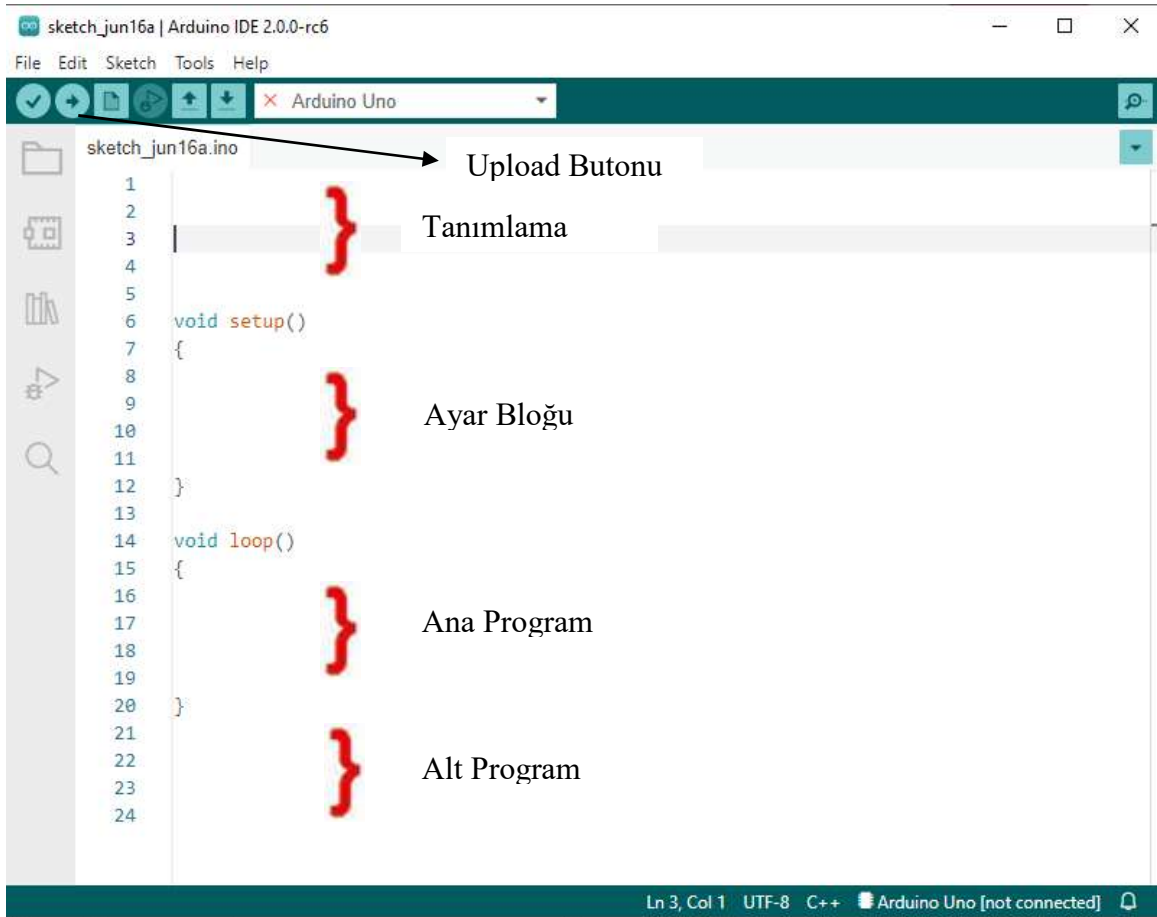 sketch_jun16a | Arduino IDE 2.0.0-rc6
File Edit Sketch Tools Help
Arduino Uno
sketch_jun16a.ino
Upload Butonu
1
2
Tanımlama
3
4
5
6 void setup()
7 {
8
9
Ayar Bloğu
10
11
12 }
13
14 void loop()
15 {
16
17 Ana Program
18
19
20 }
21
22 Alt Program
23
24
Ln 3, Col 1 UTF-8 C++ Arduino Uno [not connected]